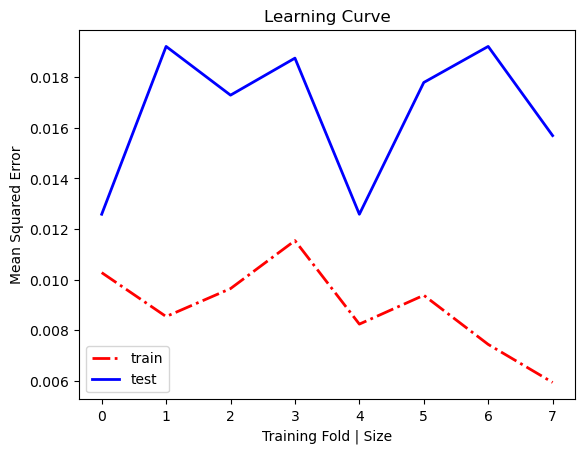 Learning Curve
Mean Squared Error
0.018
0.016
0.014
0.012
0.010
0.008
0.006
train
test
0 1 2 3 4 5 6 7
Training Fold | Size